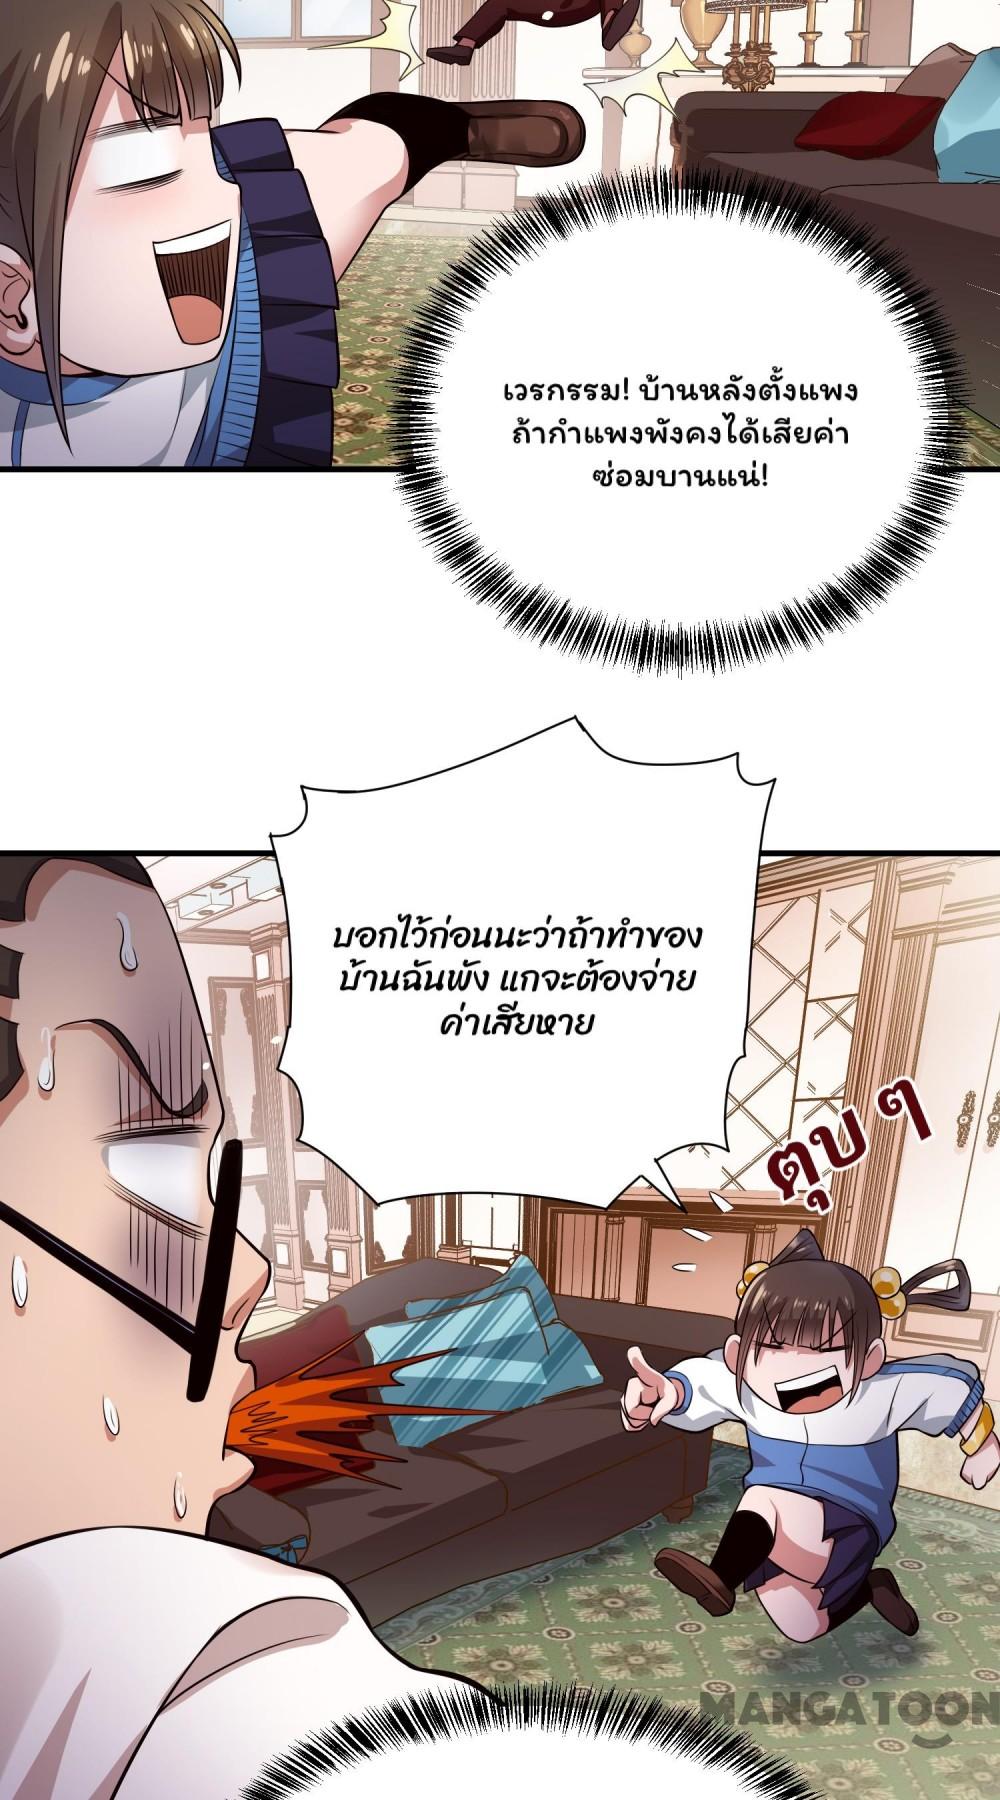 เวรกรรม! บ้านหลังตั้งแพง
ถ้ากำแพงพังคงได้เสียค่า
ซ่อมบานแน่!
บอกไว้ก่อนนะว่าถ้าทำของ
บ้านฉันพัง แกจะต้องจ่าย
ค่าเสียหาย
ตุบ ๆ
MANGATOON